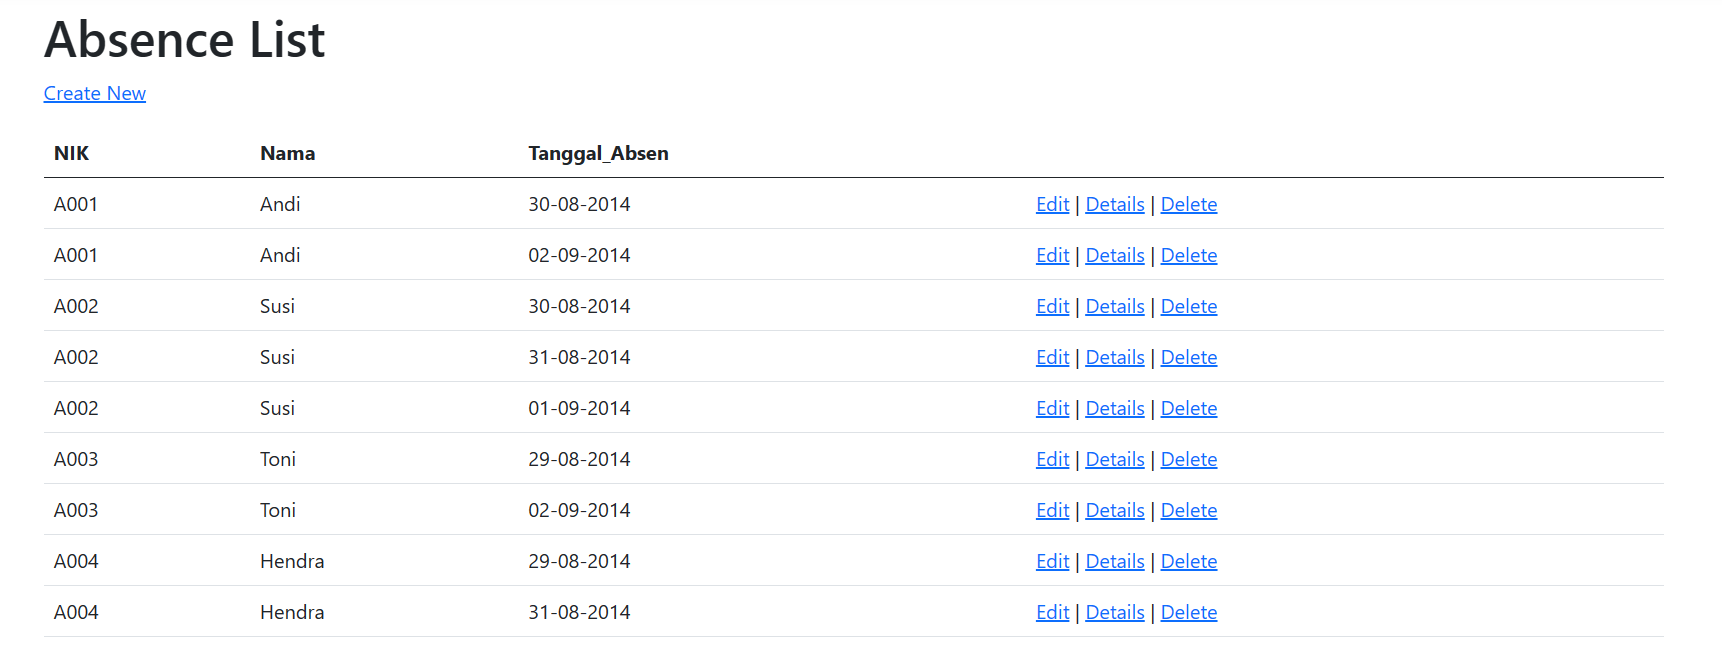 Absence List
Create New
NIK Nama Tanggal_Absen
A001 Andi 30-08-2014 Edit | Details | Delete
A001 Andi 02-09-2014 Edit | Details | Delete
A002 Susi 30-08-2014 Edit | Details | Delete
A002 Susi 31-08-2014 Edit | Details | Delete
A002 Susi 01-09-2014 Edit | Details | Delete
A003 Toni 29-08-2014 Edit | Details | Delete
A003 Toni 02-09-2014 Edit | Details | Delete
A004 Hendra 29-08-2014 Edit | Details | Delete
A004 Hendra 31-08-2014 Edit | Details | Delete